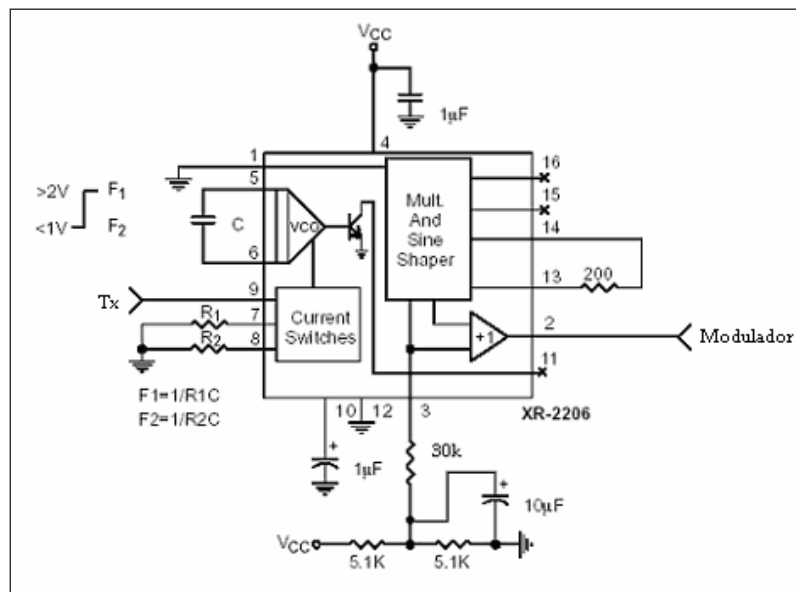 VCC
1µF
4
1
5
16
>2V
F1
15
Mult.
And
Sine
Shaper
<1V
F2
C
VCO
14
6
13
200
Tx
9
R1
7
Current
Switches
R2
8
+1
2
Modulador
11
F1=1/R1C
F2=1/R2C
10
12
3
XR-2206
+
1µF
30k
+
10µF
VCC
5.1K
5.1K